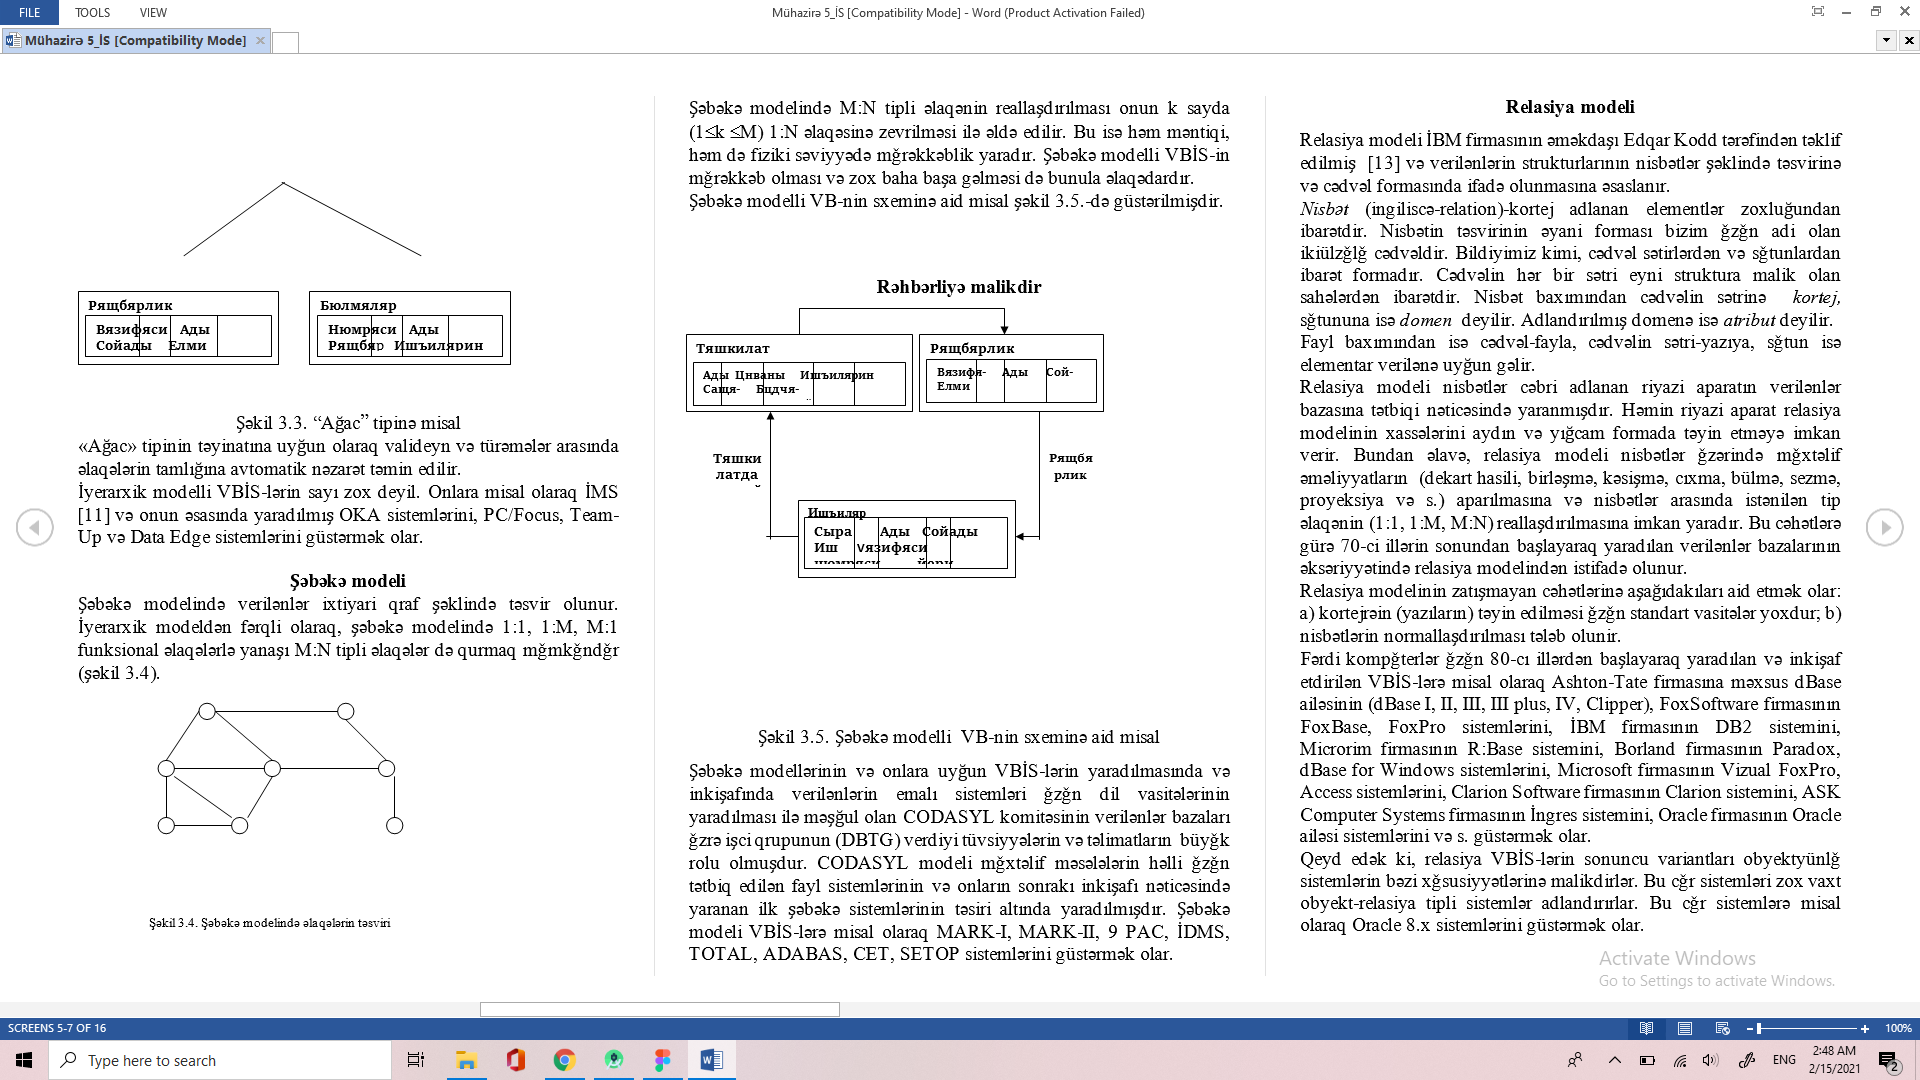 FILE TOOLS VIEW
Mühazirə 5_İS [Compatibility Mode] - Word (Product Activation Failed)
Mühazirə 5_İS [Compatibility Mode]
Рящбярлик
Вязифяси Ады
Сойады Елми
Бюлмяляр
Нюмряси Ады
Рящбяр Ишъилярин
Şəkil 3.3. “Ağac” tipinə misal
«Ağac» tipinin təyinatına uyğun olaraq valideyn və türəmələr arasında
əlaqələrin tamlığına avtomatik nəzarət təmin edilir.
İyerarxik modelli VBİS-lərin sayı zox deyil. Onlara misal olaraq İMS
[11] və onun əsasında yaradılmış OKA sistemlərini, PC/Focus, Team-
Up və Data Edge sistemlərini güstərmək olar.
Şəbəkə modeli
Şəbəkə modelində verilənlər ixtiyari qraf şəklində təsvir olunur.
İyerarxik modeldən fərqli olaraq, şəbəkə modelində 1:1, 1:M, M:1
funksional əlaqələrlə yanaşı M:N tipli əlaqələr də qurmaq mğmkğndğr
(şəkil 3.4).
Şəkil 3.4. Şəbəkə modelində əlaqələrin təsviri
Şəbəkə modelində M:N tipli əlaqənin reallaşdırılması onun k sayda
(1≤k ≤M) 1:N əlaqəsinə zevrilməsi ilə əldə edilir. Bu isə həm məntiqi,
həm də fiziki səviyyədə mğrəkkəblik yaradır. Şəbəkə modelli VBİS-in
mğrəkkəb olması və zox baha başa gəlməsi də bununla əlaqədardır.
Şəbəkə modelli VB-nin sxeminə aid misal şəkil 3.5.-də güstərilmişdir.
Rəhbərliyə malikdir
Тяшкилат
Ады Цнваны Ишъилярин
Сащя- Бцдчя-
Рящбярлик
Вязифя- Ады Сой-
Елми
Тяшки
латда
Рящбя
рлик
Ишъиляр
Сыра Ады Сойады
Иш Vязифяси
Şəkil 3.5. Şəbəkə modelli VB-nin sxeminə aid misal
Şəbəkə modellərinin və onlara uyğun VBİS-lərin yaradılmasında və
inkişafında verilənlərin emalı sistemləri ğzğn dil vasitələrinin
yaradılması ilə məşğul olan CODASYL komitəsinin verilənlər bazaları
ğzrə işci qrupunun (DBTG) verdiyi tüvsiyyələrin və təlimatların büyğk
rolu olmuşdur. CODASYL modeli mğxtəlif məsələlərin həlli ğzğn
tətbiq edilən fayl sistemlərinin və onların sonrakı inkişafı nəticəsində
yaranan ilk şəbəkə sistemlərinin təsiri altında yaradılmışdır. Şəbəkə
modeli VBİS-lərə misal olaraq MARK-I, MARK-II, 9 PAC, İDMS,
TOTAL, ADABAS, CET, SETOP sistemlərini güstərmək olar.
Relasiya modeli
Relasiya modeli İBM firmasının əməkdaşı Edqar Kodd tərəfindən təklif
edilmiş [13] və verilənlərin strukturlarının nisbətlər şəklində təsvirinə
və cədvəl formasında ifadə olunmasına əsaslanır.
Nisbət (ingiliscə-relation)-kortej adlanan elementlər zoxluğundan
ibarətdir. Nisbətin təsvirinin əyani forması bizim ğzğn adi olan
ikiülzğlğ cədvəldir. Bildiyimiz kimi, cədvəl sətirlərdən və sğtunlardan
ibarət formadır. Cədvəlin hər bir sətri eyni struktura malik olan
sahələrdən ibarətdir. Nisbət baxımından cədvəlin sətrinə kortej,
sğtununa isə domen deyilir. Adlandırılmış domenə isə atribut deyilir.
Fayl baxımından isə cədvəl-fayla, cədvəlin sətri-yazıya, sğtun isə
elementar verilənə uyğun gəlir.
Relasiya modeli nisbətlər cəbri adlanan riyazi aparatın verilənlər
bazasına tətbiqi nəticəsində yaranmışdır. Həmin riyazi aparat relasiya
modelinin xassələrini aydın və yığcam formada təyin etməyə imkan
verir. Bundan əlavə, relasiya modeli nisbətlər ğzərində mğxtəlif
əməliyyatların (dekart hasili, birləşmə, kəsişmə, cıxma, bülmə, sezmə,
proyeksiya və s.) aparılmasına və nisbətlər arasında istənilən tip
əlaqənin (1:1, 1:M, M:N) reallaşdırılmasına imkan yaradır. Bu cəhətlərə
gürə 70-ci illərin sonundan başlayaraq yaradılan verilənlər bazalarının
əksəriyyətində relasiya modelindən istifadə olunur.
Relasiya modelinin zatışmayan cəhətlərinə aşağıdakıları aid etmək olar:
a) kortejrəin (yazıların) təyin edilməsi ğzğn standart vasitələr yoxdur; b)
nisbətlərin normallaşdırılması tələb olunir.
Fərdi kompğterlər ğzğn 80-cı illərdən başlayaraq yaradılan və inkişaf
etdirilən VBİS-lərə misal olaraq Ashton-Tate firmasına məxsus dBase
ailəsinin (dBase I, II, III, III plus, IV, Clipper), FoxSoftware firmasının
FoxBase, FoxPro sistemlərini, İBM firmasının DB2 sistemini,
Microrim firmasının R:Base sistemini, Borland firmasının Paradox,
dBase for Windows sistemlərini, Microsoft firmasının Vizual FoxPro,
Access sistemlərini, Clarion Software firmasının Clarion sistemini, ASK
Computer Systems firmasının İngres sistemini, Oracle firmasının Oracle
ailəsi sistemlərini və s. güstərmək olar.
Qeyd edək ki, relasiya VBİS-lərin sonuncu variantları obyektyünlğ
sistemlərin bəzi xğsusiyyətlərinə malikdirlər. Bu cğr sistemləri zox vaxt
obyekt-relasiya tipli sistemlər adlandırırlar. Bu cğr sistemlərə misal
olaraq Oracle 8.x sistemlərini güstərmək olar.
Activate Windows
Go to Settings to activate Windows.
SCREENS 5-7 OF 16
100%
Type here to search
ENG
2:48 AM
2/15/2021
2